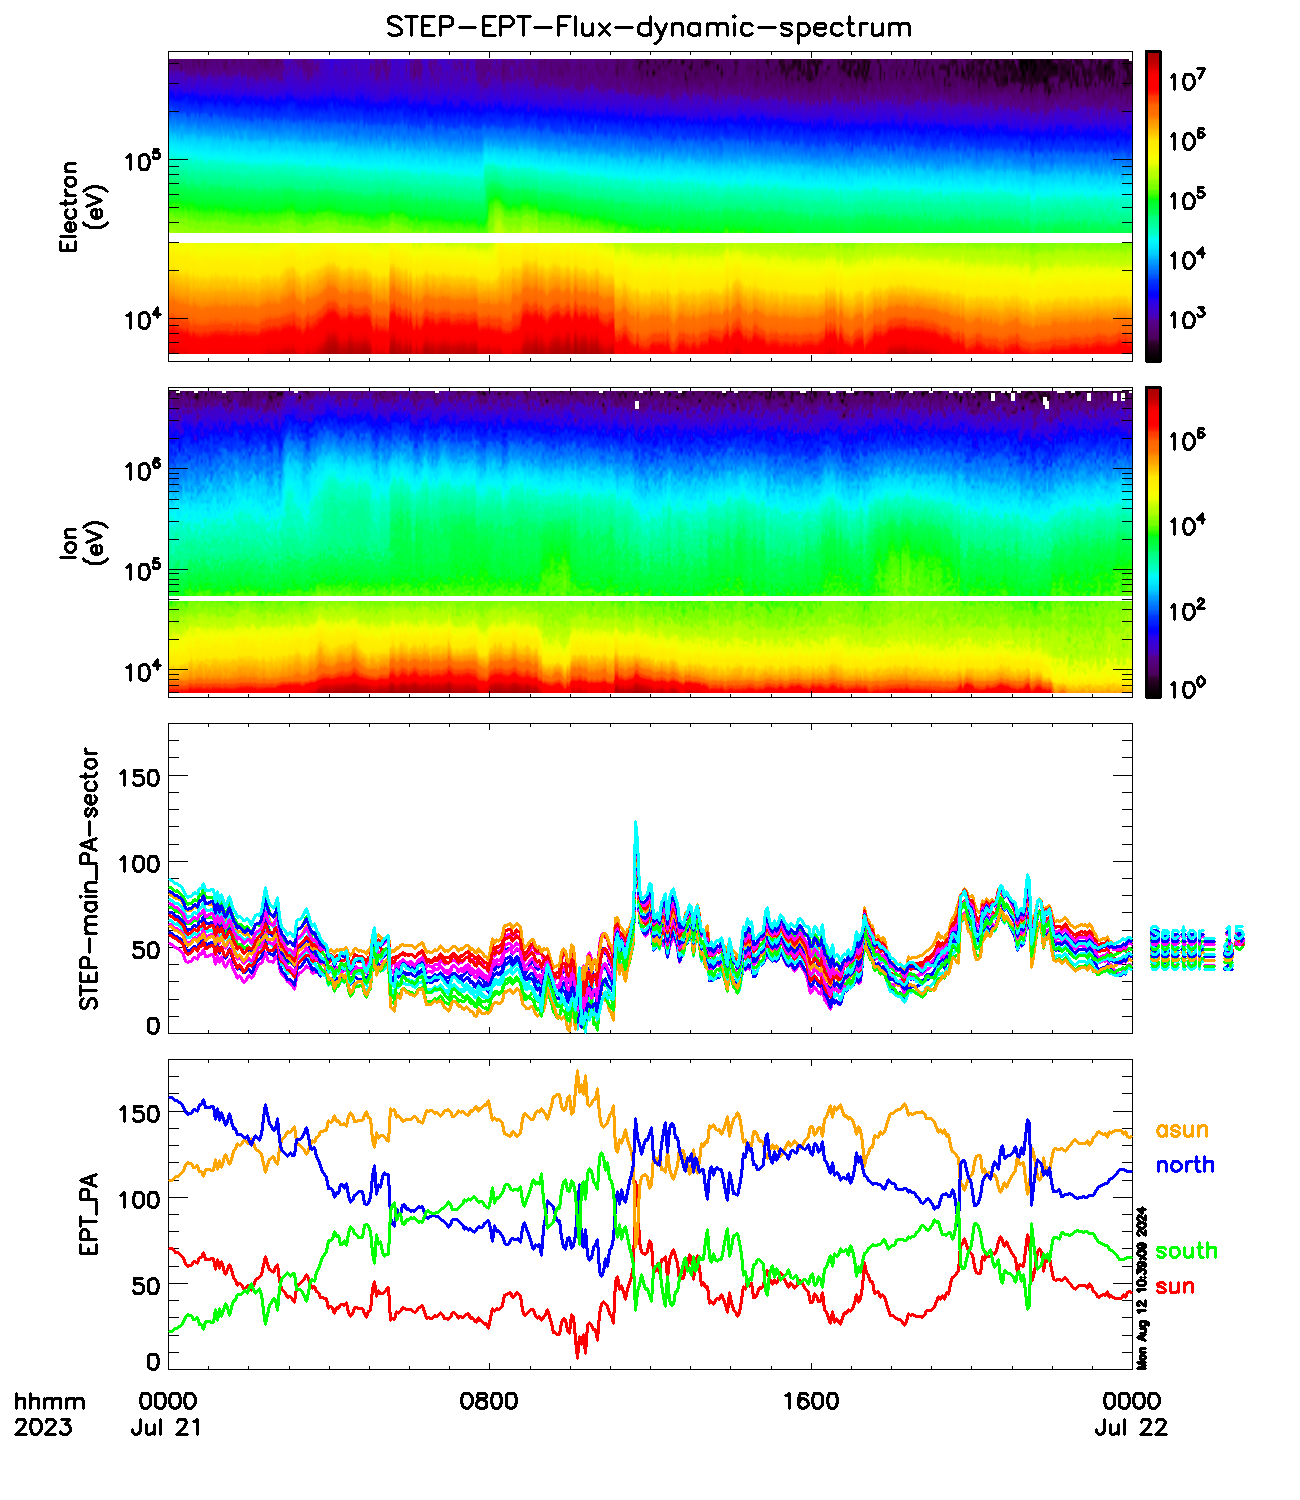 STEP-EPT-Flux-dynamic-spectrum
Electron
(eV)
10^5
10^4
10^7
10^6
10^5
10^4
10^3
Ion
(eV)
10^6
10^5
10^4
10^6
10^4
10^2
10^0
STEP-main_PA-sector
150
100
50
0
Sector 15
EPT_PA
150
100
50
0
asun
north
south
sun
Mon Aug 12 10:39:09 2024
hhmm 0000 0800 1600 0000
2023 Jul 21 Jul 22